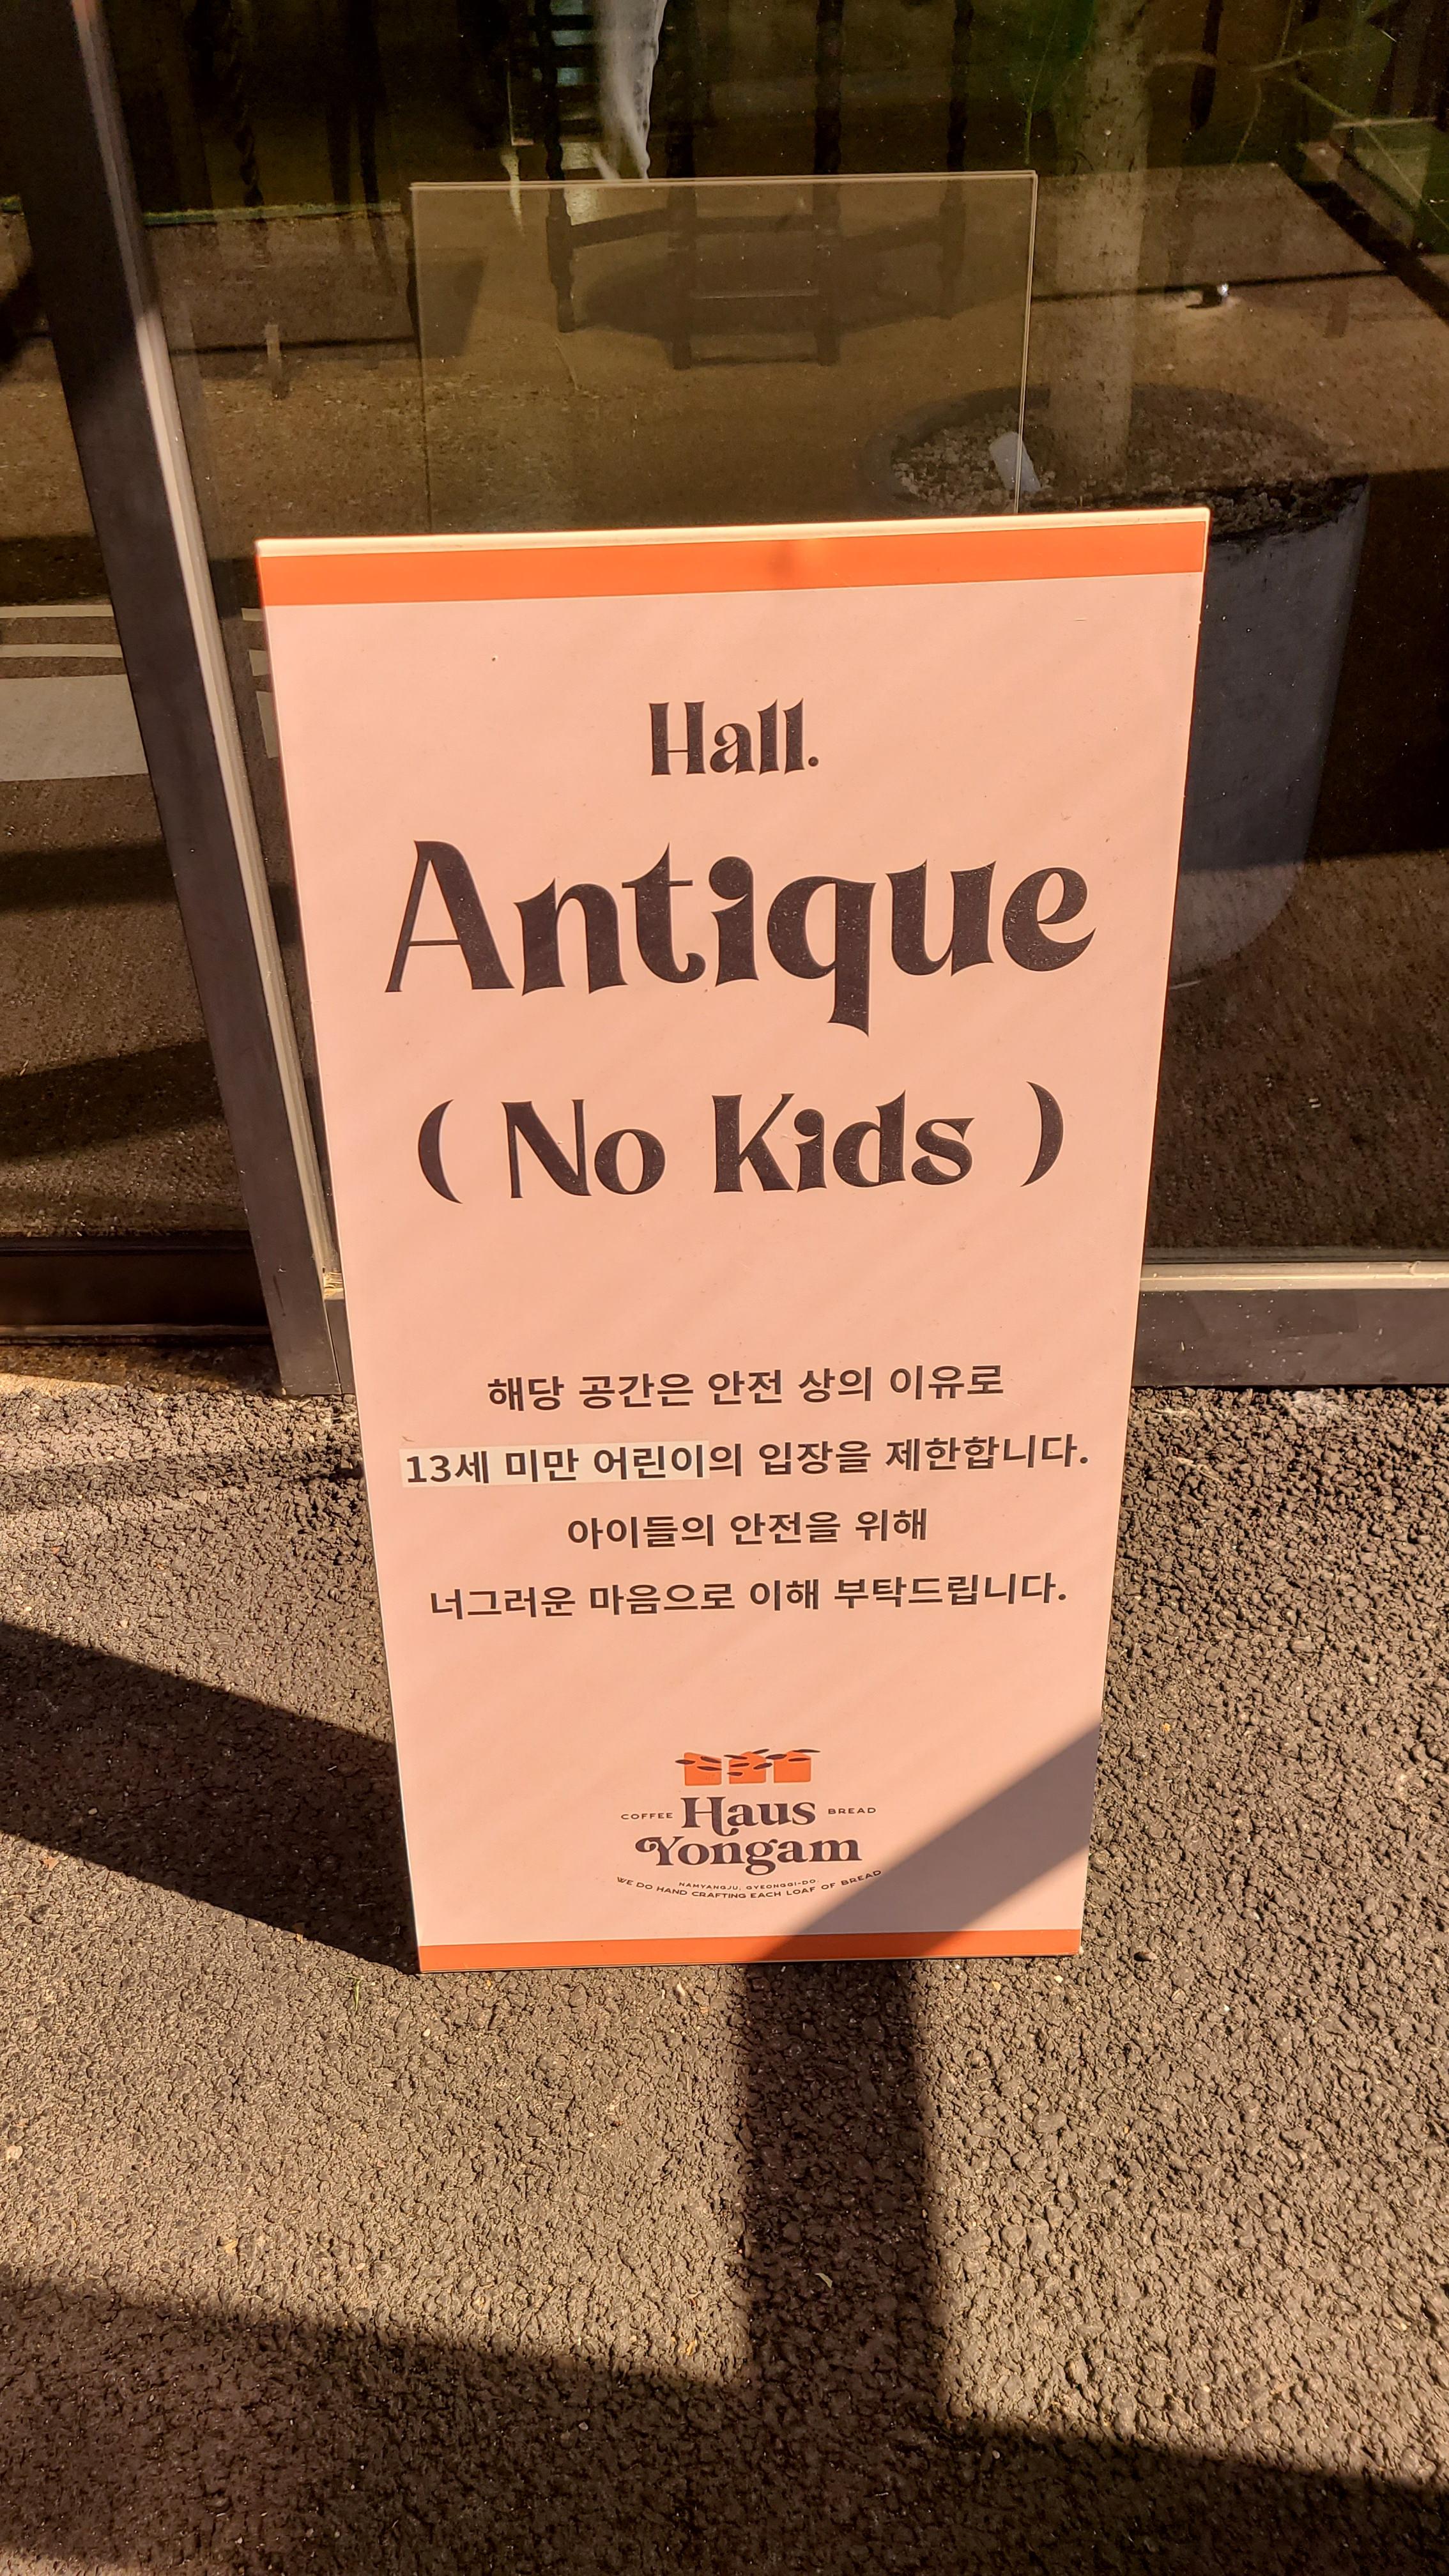 Hall.
Antique
( No Kids )
해당 공간은 안전 상의 이유로
13세 미만 어린이의 입장을 제한합니다.
아이들의 안전을 위해
너그러운 마음으로 이해 부탁드립니다.
COFFEE Haus BREAD
Yongam
NAMYANGJU, GYEONGGI-DO
WE DO HAND CRAFTING EACH LOAF OF BREAD